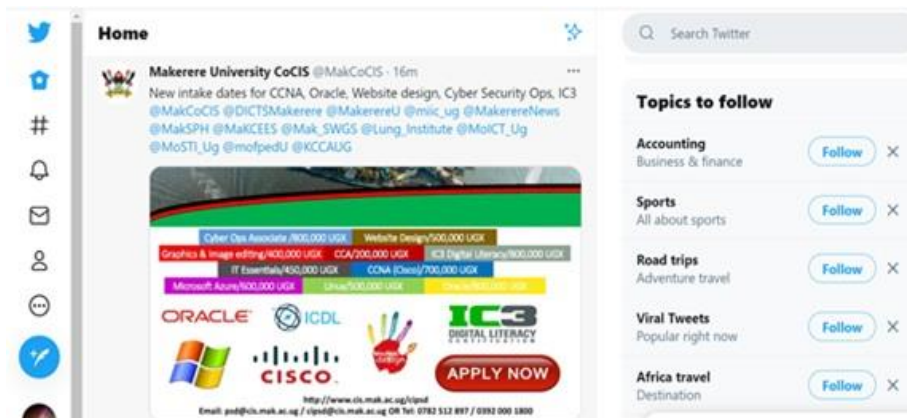 Home
Makerere University CoCIS @MakCoCIS · 16m
New intake dates for CCNA, Oracle, Website design, Cyber Security Ops, IC3
@MakCoCIS @DICTSMakerere @MakerereU @miic_ug @MakerereNews
@MakSPH @MaKCEES @Mak_SWGS @Lung_Institute @MoICT_Ug
@MoSTI_Ug @mofpedU @KCCAUG
Cyber Ops Associate /800,000 UGX Website Design/500,000 UGX
Graphics & Image editing/400,000 UGX CCA/200,000 UGX IC3 Digital Literacy/800,000 UGX
IT Essentials/450,000 UGX CCNA (Cisco)/700,000 UGX
Microsoft Azure/600,000 UGX Linux/500,000 UGX
ORACLE ICDL
IC3
DIGITAL LITERACY
CERTIFICATION
CISCO
APPLY NOW
http://www.cis.mak.ac.ug/cipsd
Email: psd@cis.mak.ac.ug / cipsd@cis.mak.ac.ug OR Tel: 0782 512 897 / 0392 000 1800
Search Twitter
Topics to follow
Accounting
Business & finance
Follow
Sports
All about sports
Follow
Road trips
Adventure travel
Follow
Viral Tweets
Popular right now
Follow
Africa travel
Destination
Follow